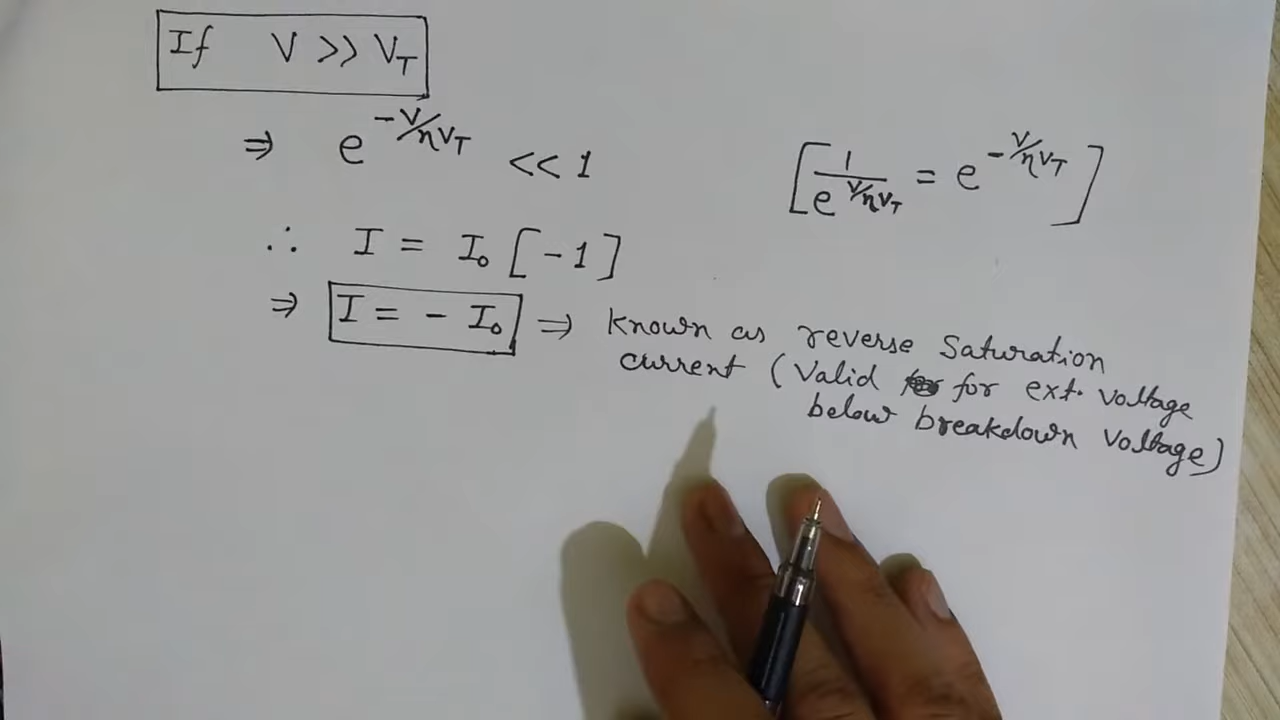 If V >> V_T
⇒ e^{-V/ηV_T} << 1
[1/e^{V/ηV_T} = e^{-V/ηV_T}]
∴ I = I₀ [-1]
⇒ I = - I₀ ⇒ known as reverse saturation
current (Valid for ext. voltage
below breakdown voltage)